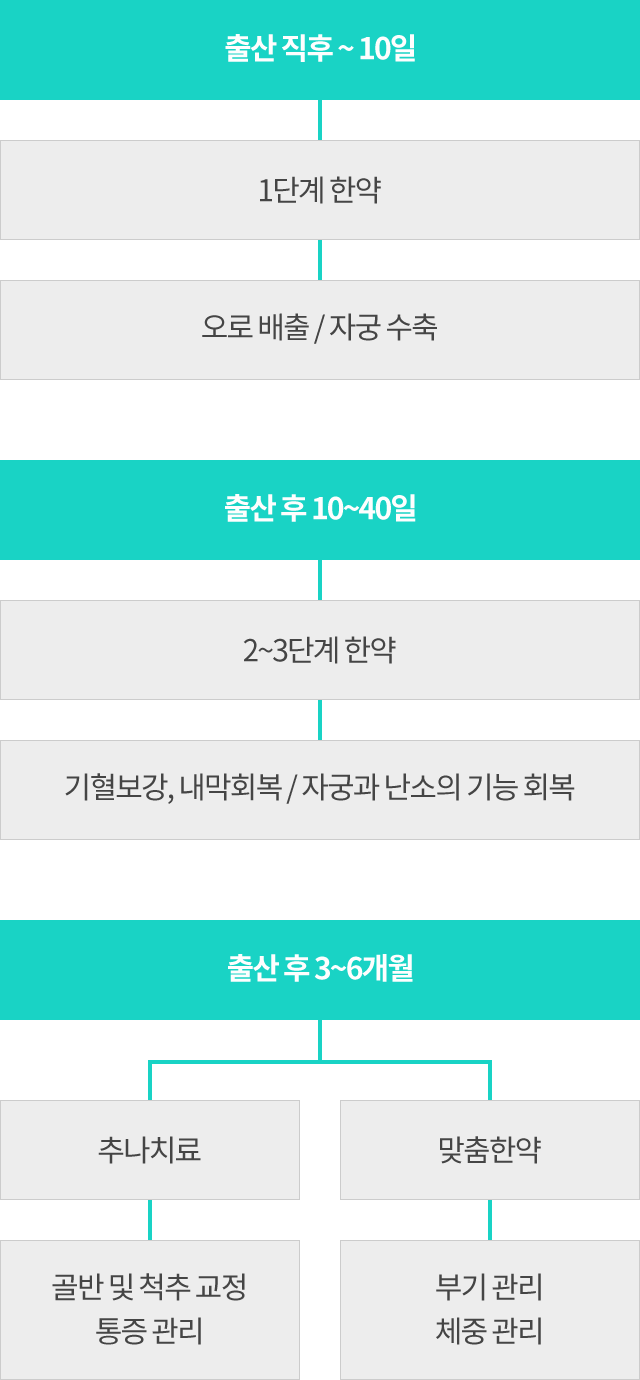 출산 직후 ~ 10일
1단계 한약
오로 배출 / 자궁 수축
출산 후 10~40일
2~3단계 한약
기혈보강, 내막회복 / 자궁과 난소의 기능 회복
출산 후 3~6개월
추나치료
맞춤한약
골반 및 척추 교정
통증 관리
부기 관리
체중 관리